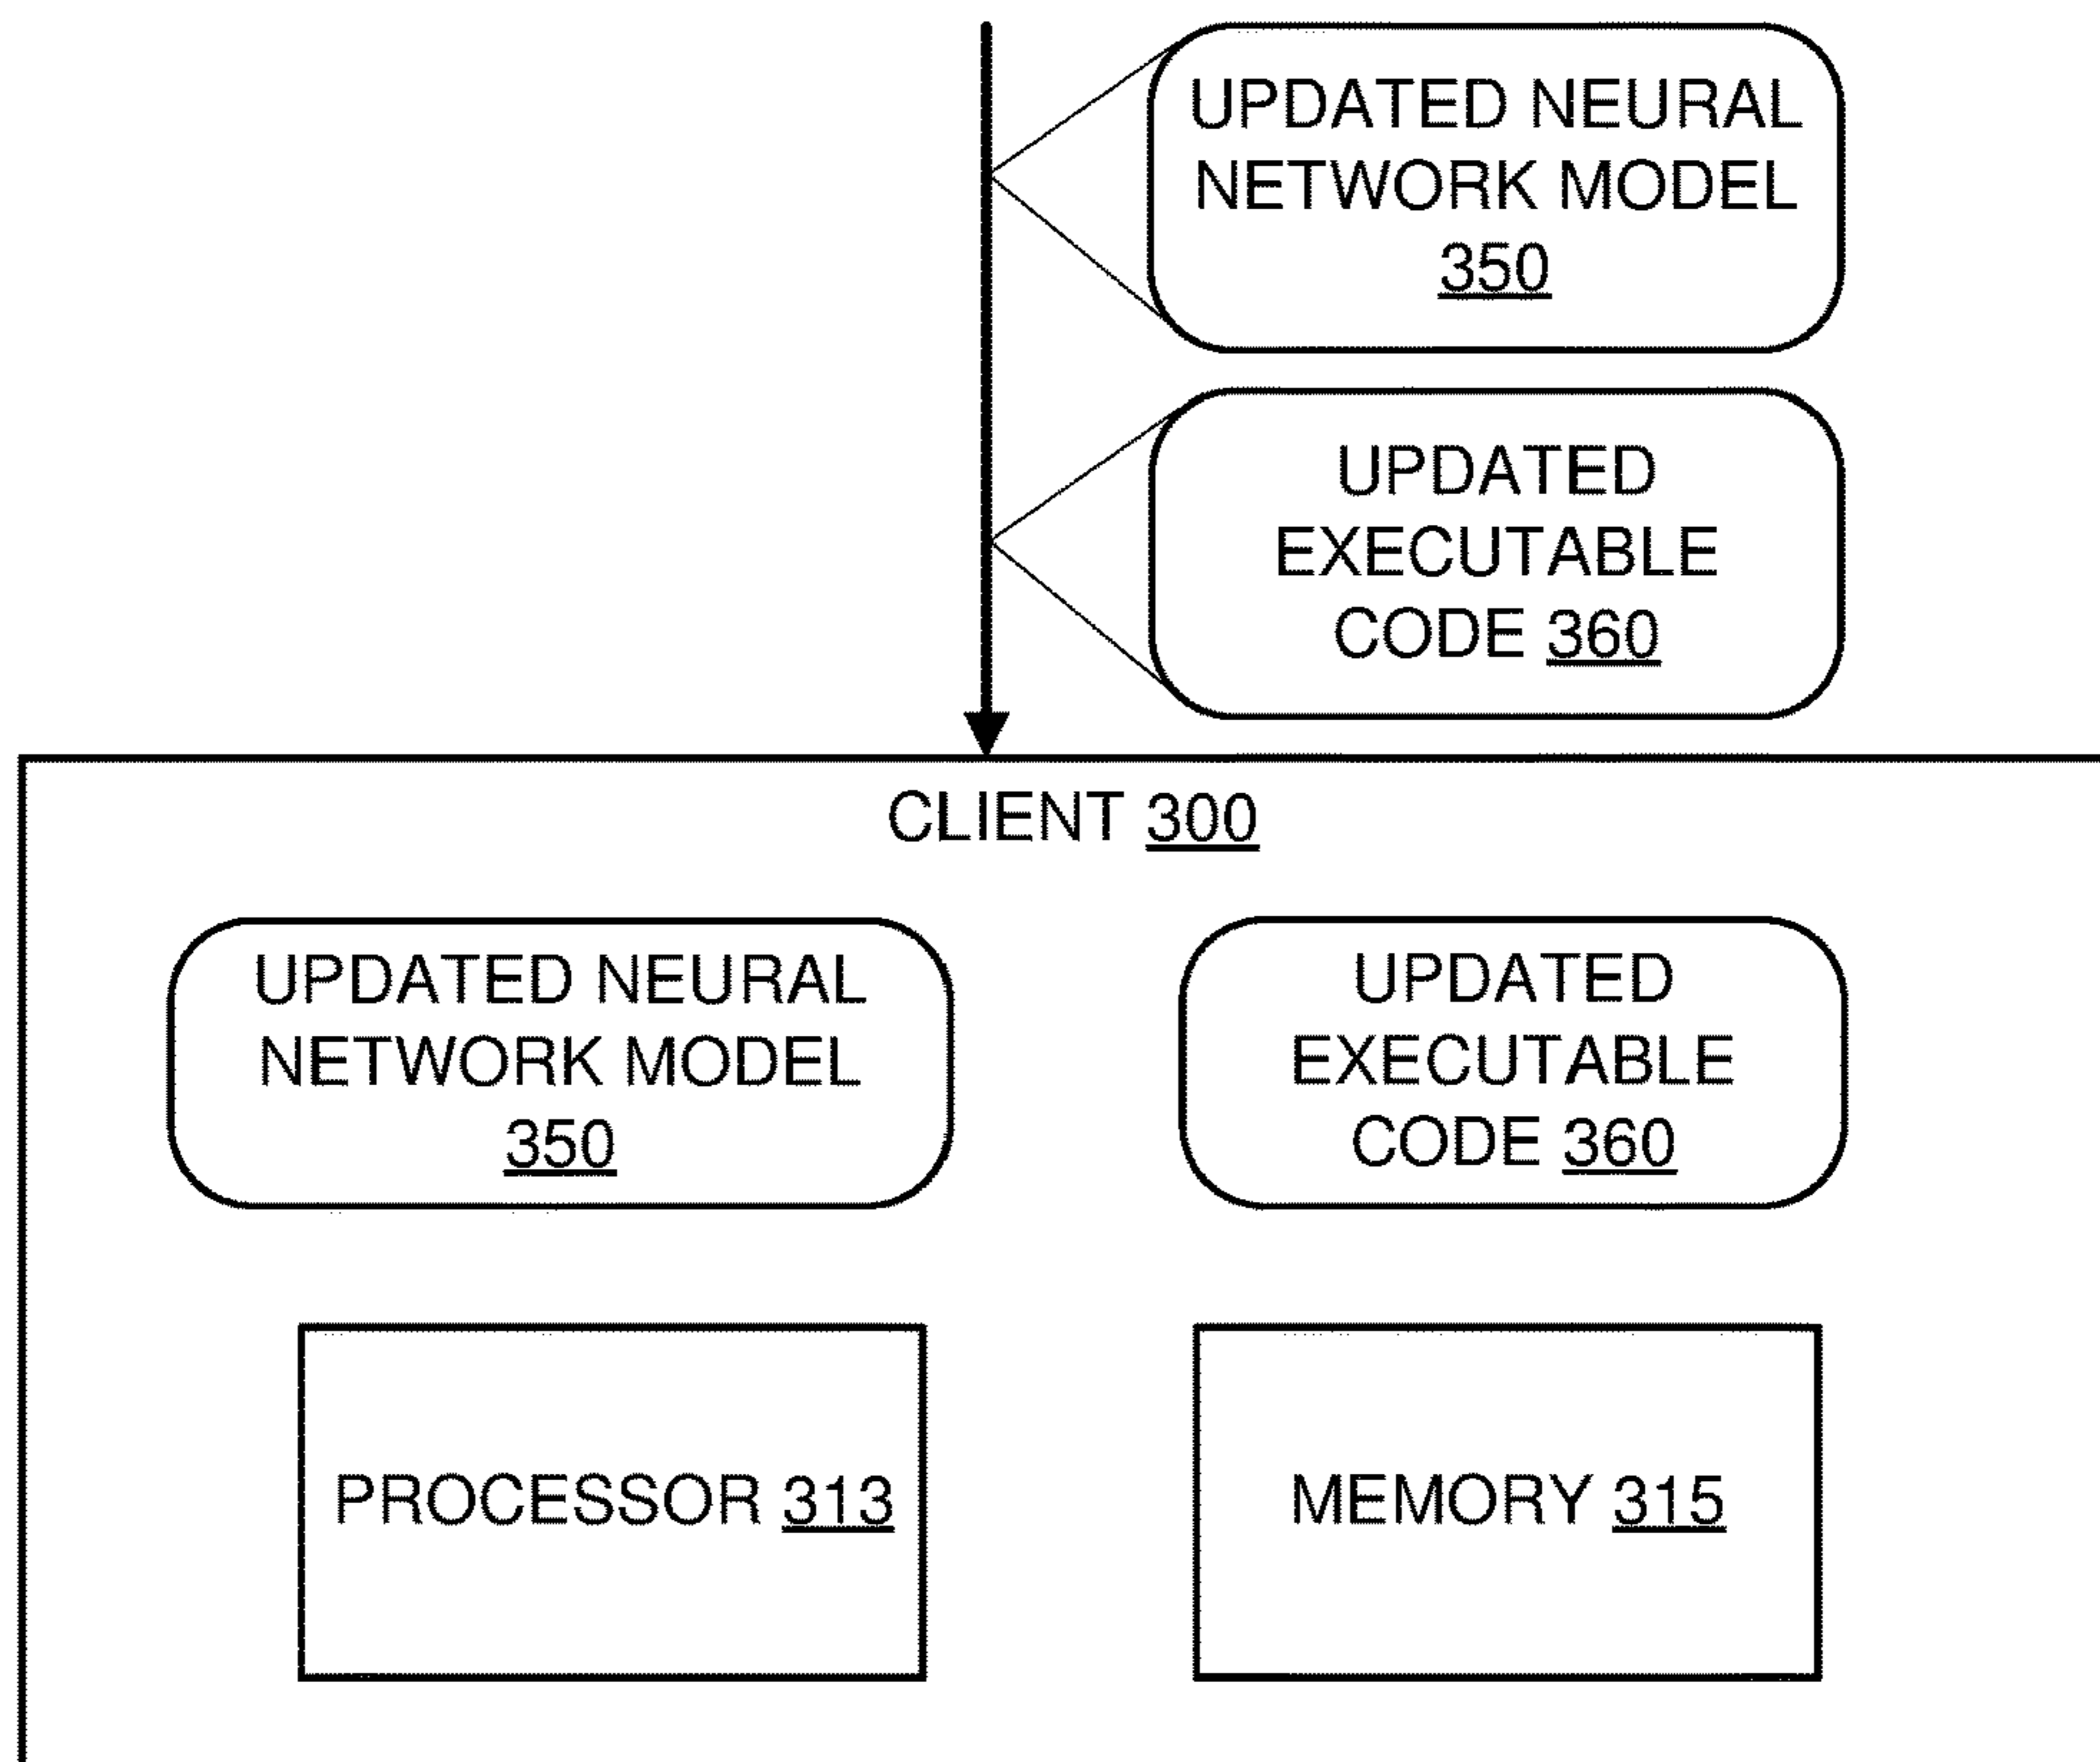 UPDATED NEURAL
NETWORK MODEL
350
UPDATED
EXECUTABLE
CODE 360
CLIENT 300
UPDATED NEURAL
NETWORK MODEL
350
UPDATED
EXECUTABLE
CODE 360
PROCESSOR 313
MEMORY 315